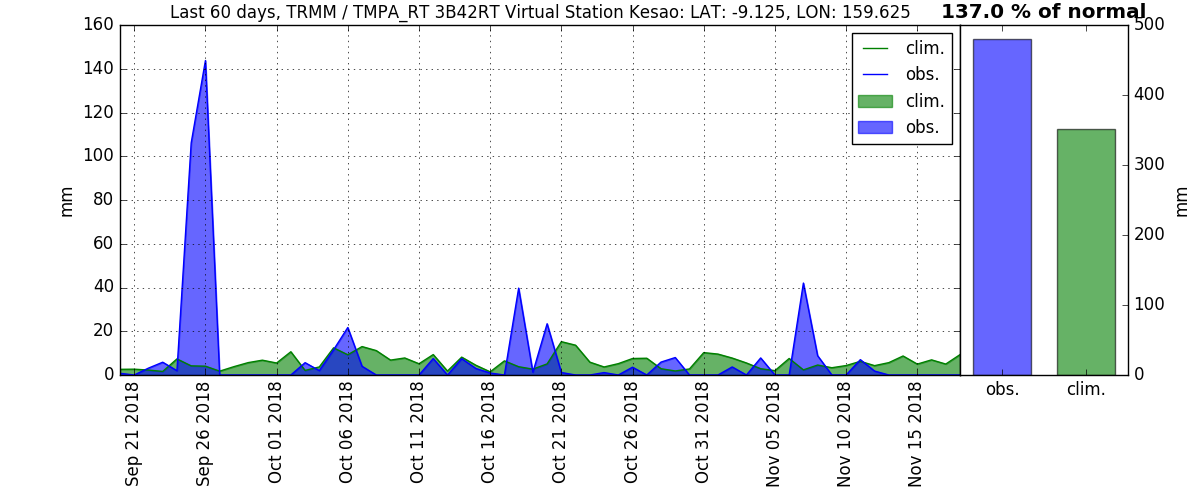 Last 60 days, TRMM / TMPA_RT 3B42RT Virtual Station Kesao: LAT: -9.125, LON: 159.625
137.0 % of normal
160
140
120
100
80
60
40
20
0
mm
clim.
obs.
clim.
obs.
Sep 21 2018
Sep 26 2018
Oct 01 2018
Oct 06 2018
Oct 11 2018
Oct 16 2018
Oct 21 2018
Oct 26 2018
Oct 31 2018
Nov 05 2018
Nov 10 2018
Nov 15 2018
500
400
300
200
100
0
mm
obs.
clim.